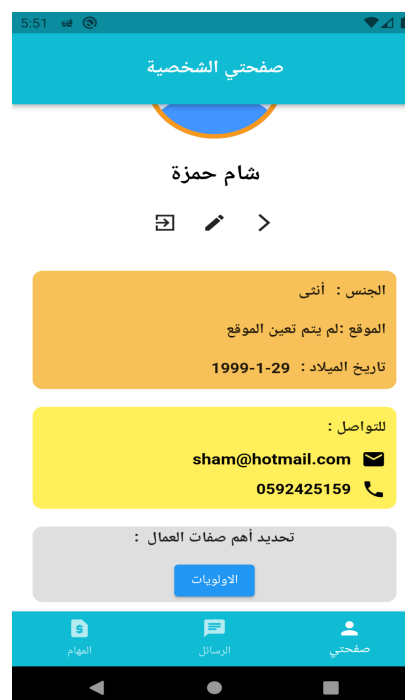 5:51
صفحتي الشخصية
شام حمزة
الجنس : أنثى
الموقع :لم يتم تعين الموقع
تاريخ الميلاد : 29-1-1999
للتواصل :
sham@hotmail.com
0592425159
تحديد أهم صفات العمال :
الاولويات
صفحتي
الرسائل
المهام